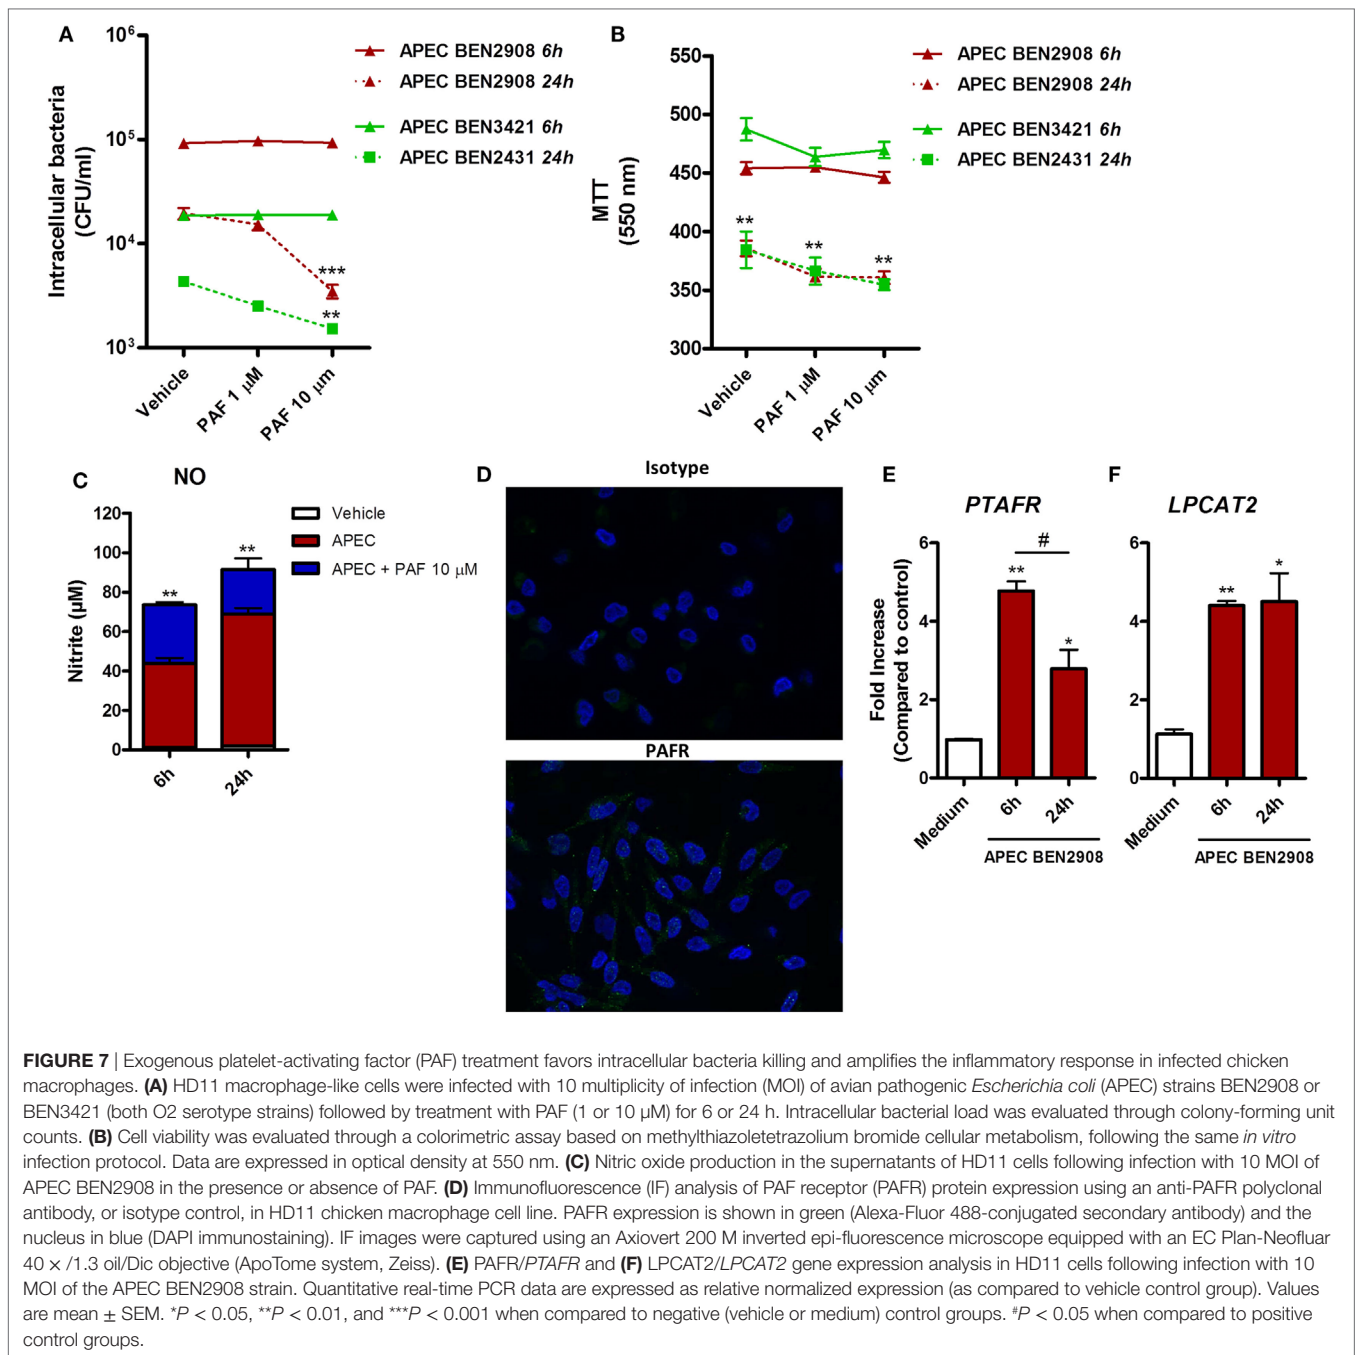 A
10^6
10^5
10^4
10^3
Intracellular bacteria
(CFU/ml)
Vehicle
PAF 1 µM
PAF 10 µm
***
**
APEC BEN2908 6h
APEC BEN2908 24h
APEC BEN3421 6h
APEC BEN2431 24h
B
550
500
450
400
350
300
MTT
(550 nm)
**
**
**
Vehicle
PAF 1 µM
PAF 10 µm
APEC BEN2908 6h
APEC BEN2908 24h
APEC BEN3421 6h
APEC BEN2431 24h
C
NO
120
100
80
60
40
20
0
Nitrite (µM)
**
**
6h
24h
Vehicle
APEC
APEC + PAF 10 µM
D
Isotype
PAFR
E
PTAFR
6
4
2
0
Fold Increase
(Compared to control)
#
**
*
Medium
6h
24h
APEC BEN2908
F
LPCAT2
6
4
2
0
**
*
Medium
6h
24h
APEC BEN2908
FIGURE 7 | Exogenous platelet-activating factor (PAF) treatment favors intracellular bacteria killing and amplifies the inflammatory response in infected chicken
macrophages. (A) HD11 macrophage-like cells were infected with 10 multiplicity of infection (MOI) of avian pathogenic Escherichia coli (APEC) strains BEN2908 or
BEN3421 (both O2 serotype strains) followed by treatment with PAF (1 or 10 µM) for 6 or 24 h. Intracellular bacterial load was evaluated through colony-forming unit
counts. (B) Cell viability was evaluated through a colorimetric assay based on methylthiazoletetrazolium bromide cellular metabolism, following the same in vitro
infection protocol. Data are expressed in optical density at 550 nm. (C) Nitric oxide production in the supernatants of HD11 cells following infection with 10 MOI of
APEC BEN2908 in the presence or absence of PAF. (D) Immunofluorescence (IF) analysis of PAF receptor (PAFR) protein expression using an anti-PAFR polyclonal
antibody, or isotype control, in HD11 chicken macrophage cell line. PAFR expression is shown in green (Alexa-Fluor 488-conjugated secondary antibody) and the
nucleus in blue (DAPI immunostaining). IF images were captured using an Axiovert 200 M inverted epi-fluorescence microscope equipped with an EC Plan-Neofluar
40 × /1.3 oil/Dic objective (ApoTome system, Zeiss). (E) PAFR/PTAFR and (F) LPCAT2/LPCAT2 gene expression analysis in HD11 cells following infection with 10
MOI of the APEC BEN2908 strain. Quantitative real-time PCR data are expressed as relative normalized expression (as compared to vehicle control group). Values
are mean ± SEM. *P < 0.05, **P < 0.01, and ***P < 0.001 when compared to negative (vehicle or medium) control groups. #P < 0.05 when compared to positive
control groups.